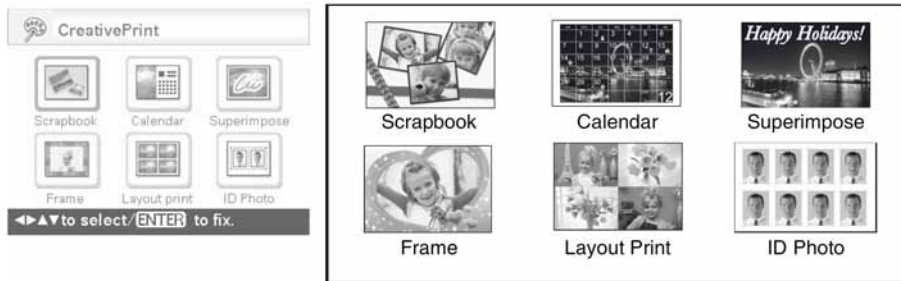 CreativePrint
Scrapbook Calendar Superimpose
Frame Layout print ID Photo
◄►▲▼to select/ENTER to fix.
Happy Holidays!
12
Scrapbook Calendar Superimpose
Frame Layout Print ID Photo